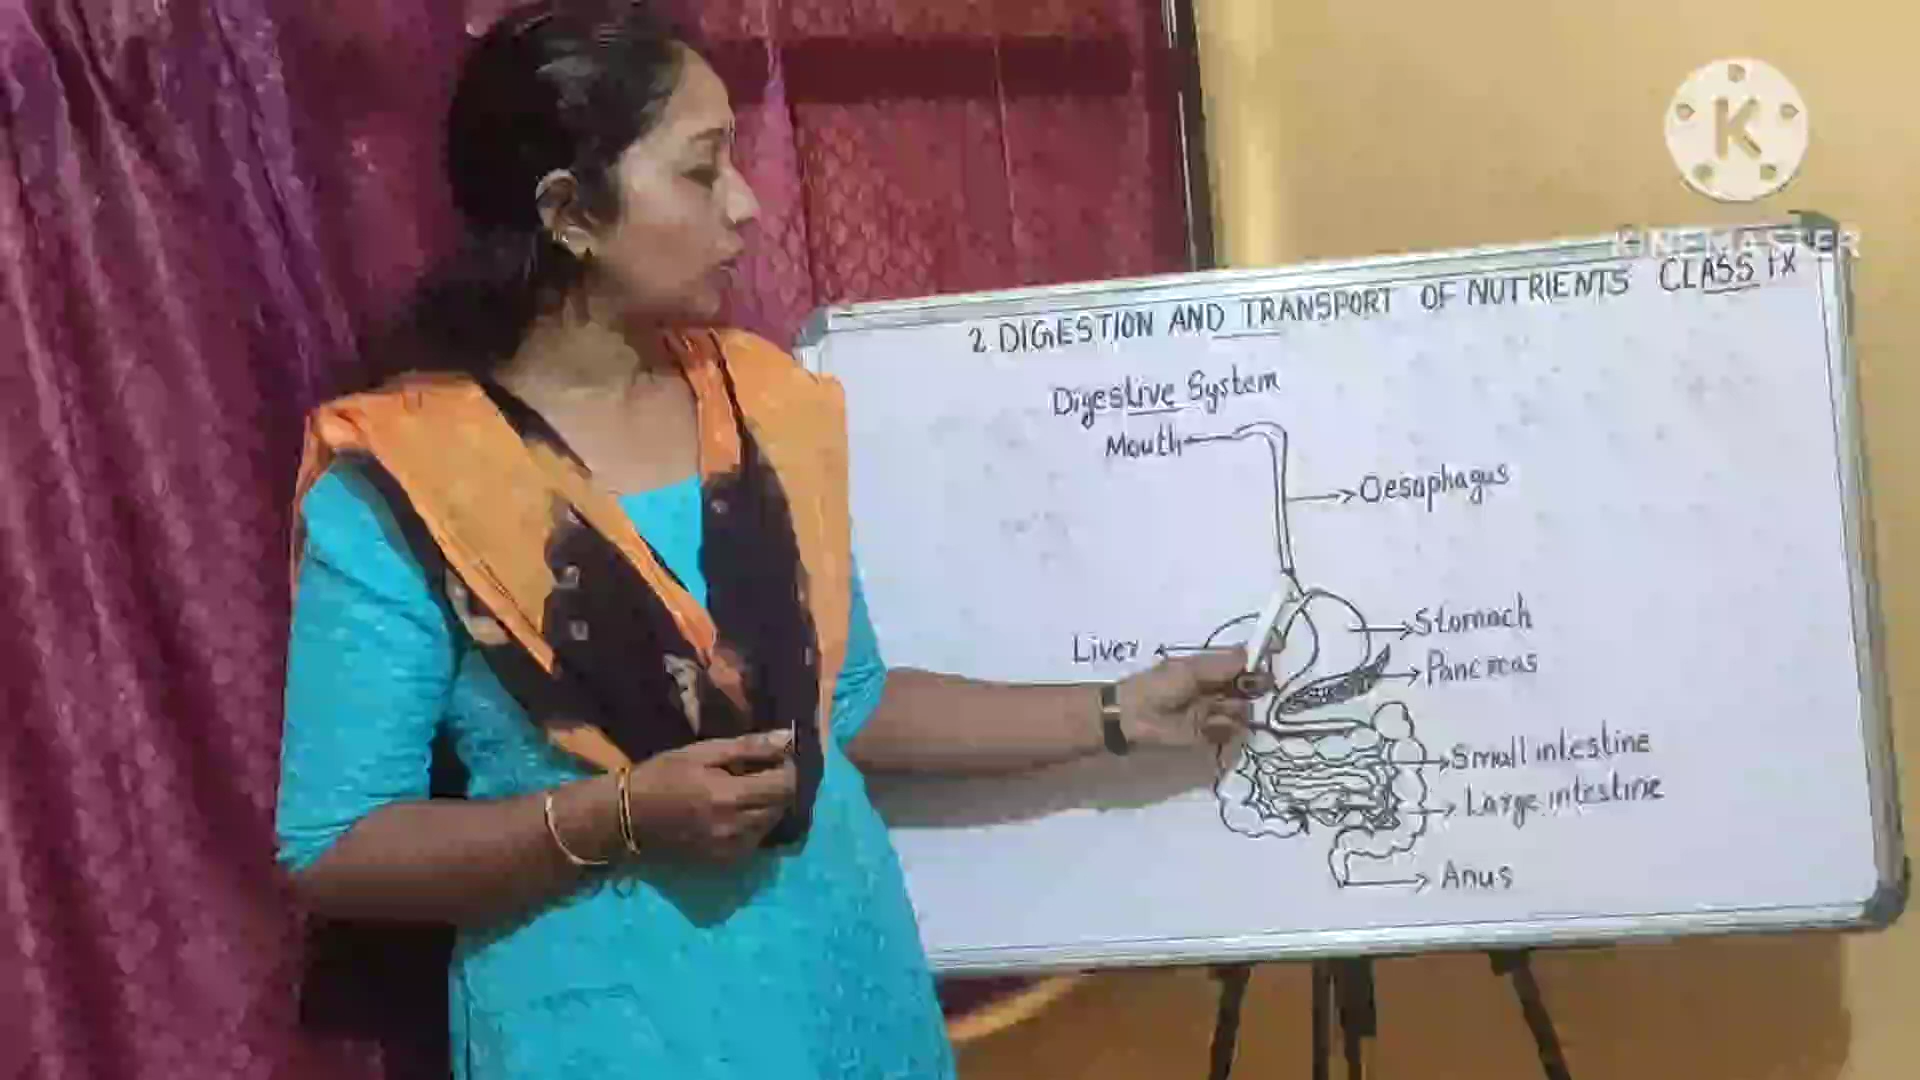 K
KINEMASTER
2. DIGESTION AND TRANSPORT OF NUTRIENTS CLASS IX
Digestive System
Mouth
Oesophagus
Liver
Stomach
Pancreas
Small intestine
Large intestine
Anus